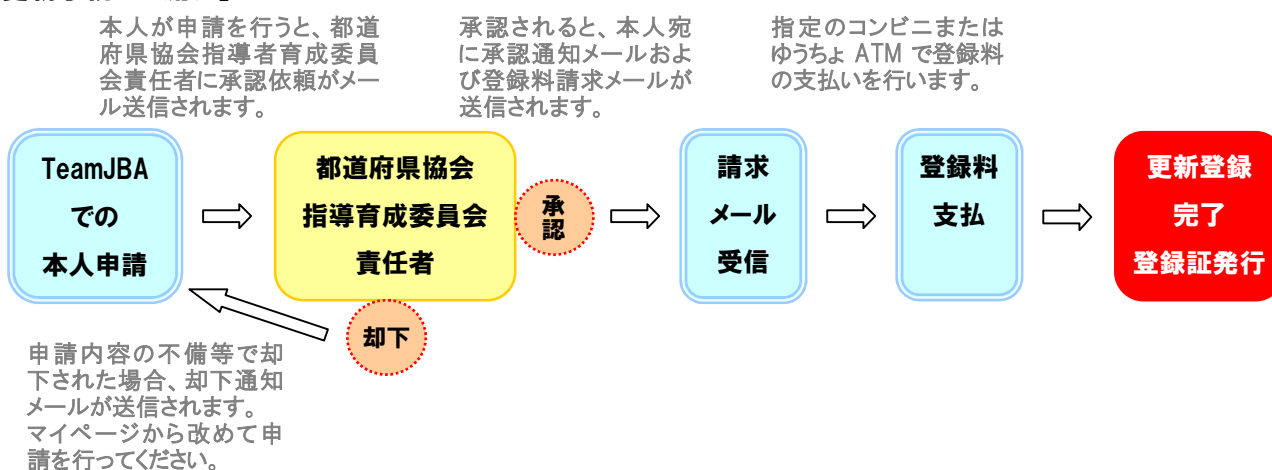 本人が申請を行うと、都道
府県協会指導者育成委員
会責任者に承認依頼がメー
ル送信されます。
承認されると、本人宛
に承認通知メールおよ
び登録料請求メールが
送信されます。
指定のコンビニまたは
ゆうちょ ATM で登録料
の支払いを行います。
TeamJBA
での
本人申請
都道府県協会
指導育成委員会
責任者
承
認
請求
メール
受信
登録料
支払
更新登録
完了
登録証発行
却下
申請内容の不備等で却
下された場合、却下通知
メールが送信されます。
マイページから改めて申
請を行ってください。